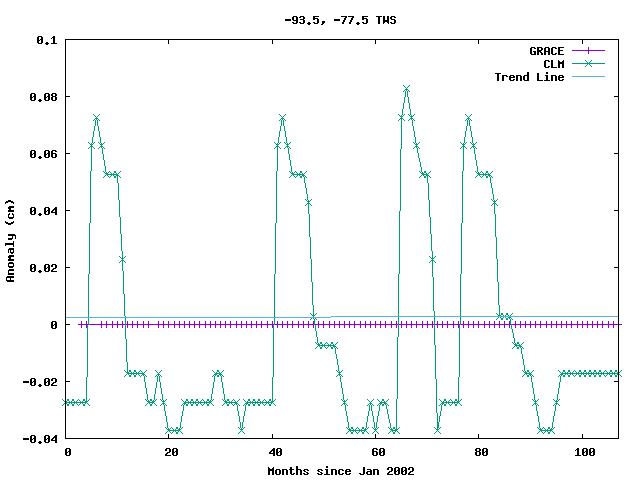 -93.5, -77.5 TWS
0.1
GRACE
CLM
Trend Line
0.08
0.06
0.04
0.02
0
-0.02
-0.04
Anomaly (cm)
0 20 40 60 80 100
Months since Jan 2002